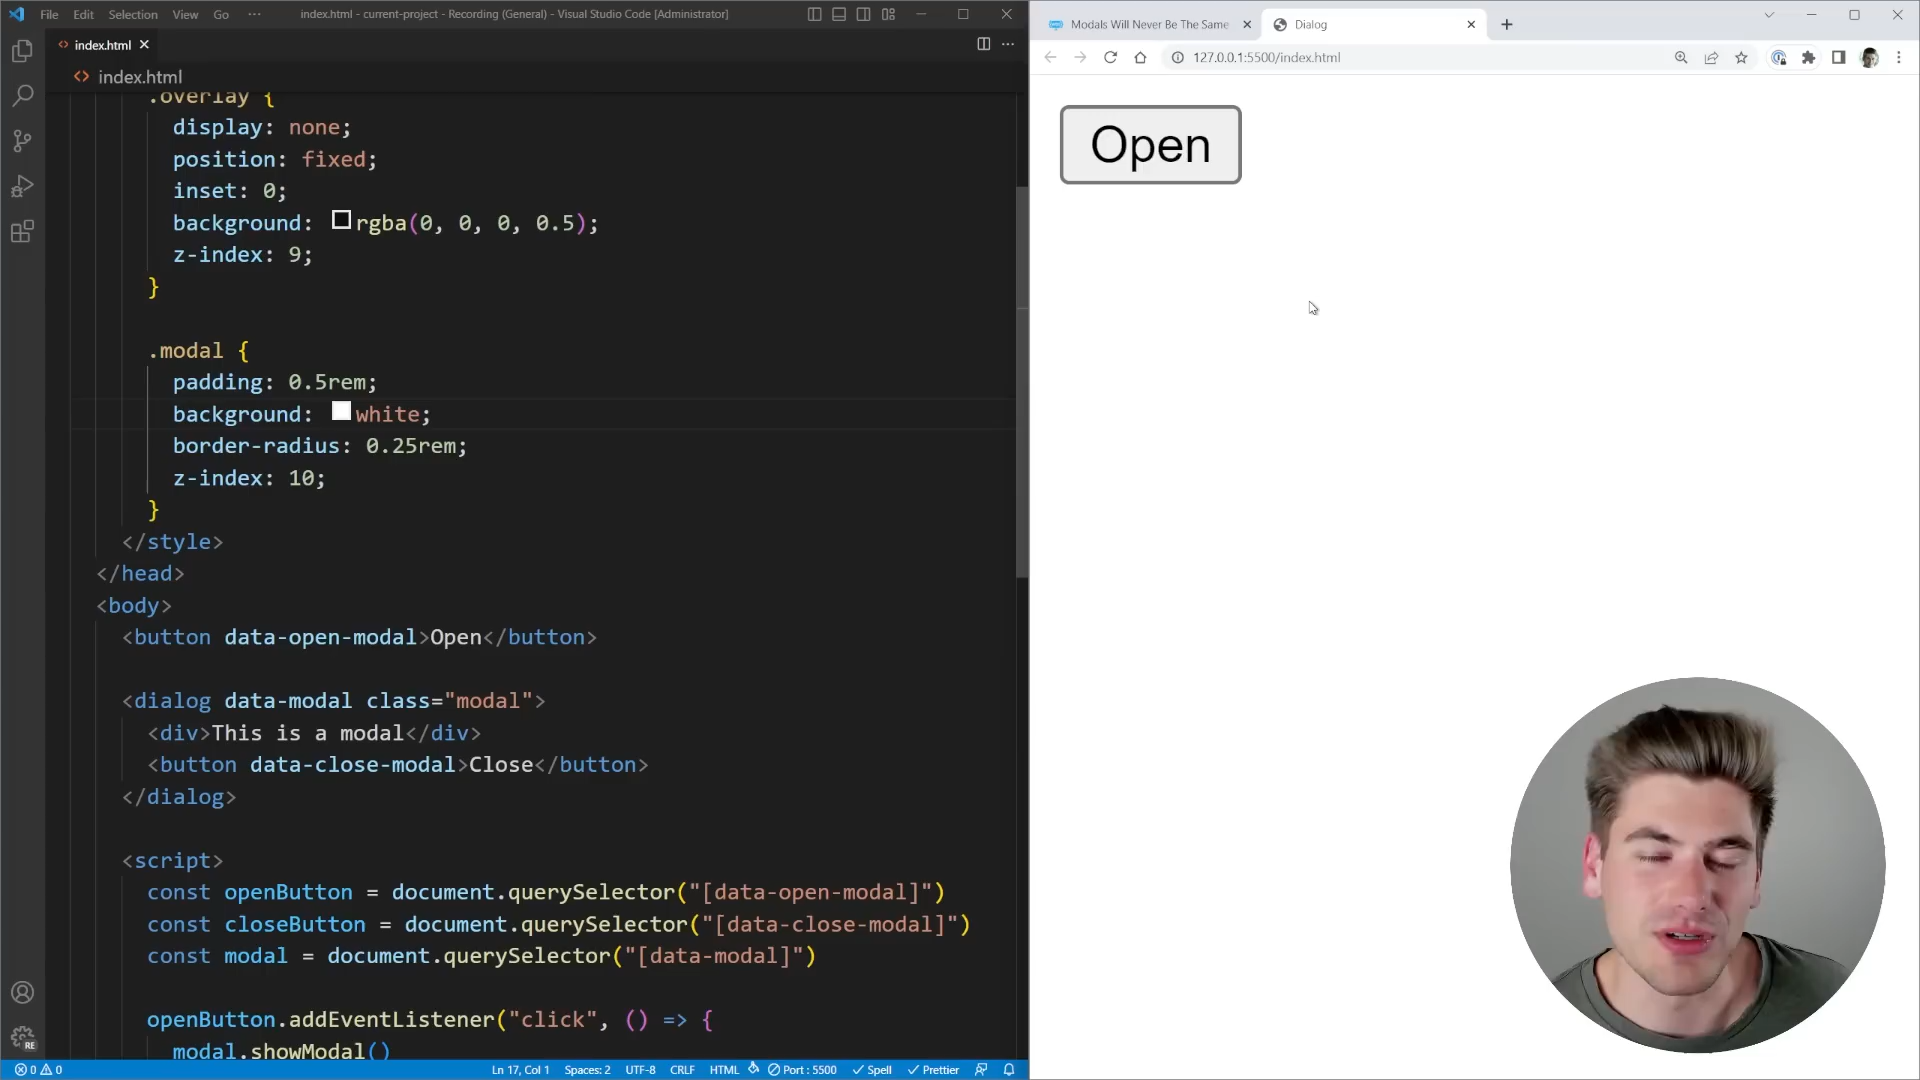 File Edit Selection View Go ··· index.html - current-project - Recording (General) - Visual Studio Code [Administrator]
index.html
index.html
.overlay {
display: none;
position: fixed;
inset: 0;
background: rgba(0, 0, 0, 0.5);
z-index: 9;
}
.modal {
padding: 0.5rem;
background: white;
border-radius: 0.25rem;
z-index: 10;
}
</style>
</head>
<body>
<button data-open-modal>Open</button>
<dialog data-modal class="modal">
<div>This is a modal</div>
<button data-close-modal>Close</button>
</dialog>
<script>
const openButton = document.querySelector("[data-open-modal]")
const closeButton = document.querySelector("[data-close-modal]")
const modal = document.querySelector("[data-modal]")
openButton.addEventListener("click", () => {
modal.showModal()
RE
0 0 Ln 17, Col 1 Spaces: 2 UTF-8 CRLF HTML Port : 5500 Spell Prettier
Modals Will Never Be The Same
Dialog
127.0.0.1:5500/index.html
Open